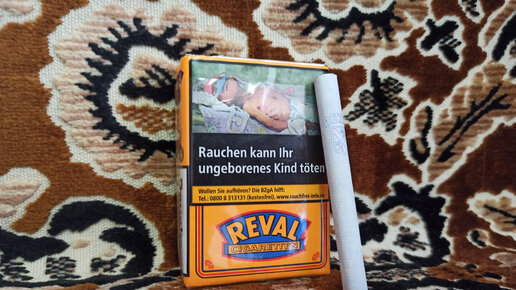 Rauchen kann Ihr
ungeborenes Kind töten
Wollen Sie aufhören? Die BZgA hilft:
Tel.: 0800 8 313131 (kostenfrei), www.rauchfrei-info.de
REVAL
CIGARETTEN